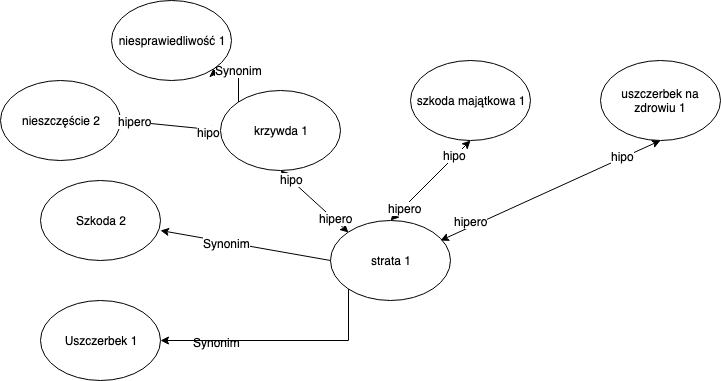 niesprawiedliwość 1
Synonim
nieszczęście 2
hipero
hipo
krzywda 1
szkoda majątkowa 1
uszczerbek na
zdrowiu 1
hipo
hipo
hipo
hipero
hipero
hipero
Szkoda 2
Synonim
strata 1
Uszczerbek 1
Synonim